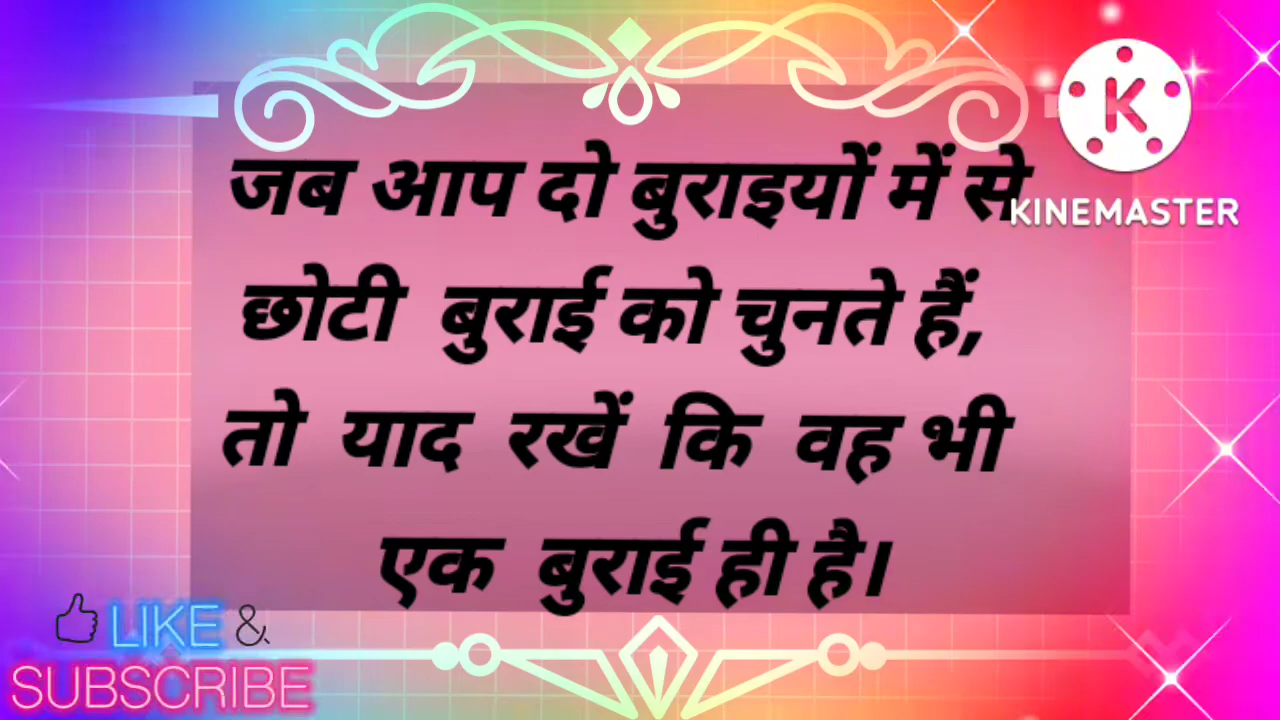 जब आप दो बुराइयों में से
KINEMASTER
छोटी बुराई को चुनते हैं,
तो याद रखें कि वह भी
एक बुराई ही है।
LIKE &
SUBSCRIBE